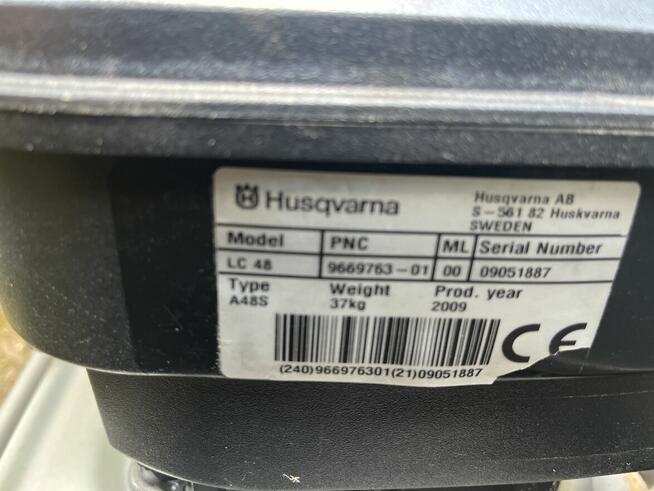 Husqvarna
Husqvarna AB
S-561 82 Huskvarna
SWEDEN
Model PNC ML Serial Number
LC 48 9669763-01 00 09051887
Type Weight Prod. year
A48S 37kg 2009
CE
(240)966976301(21)09051887